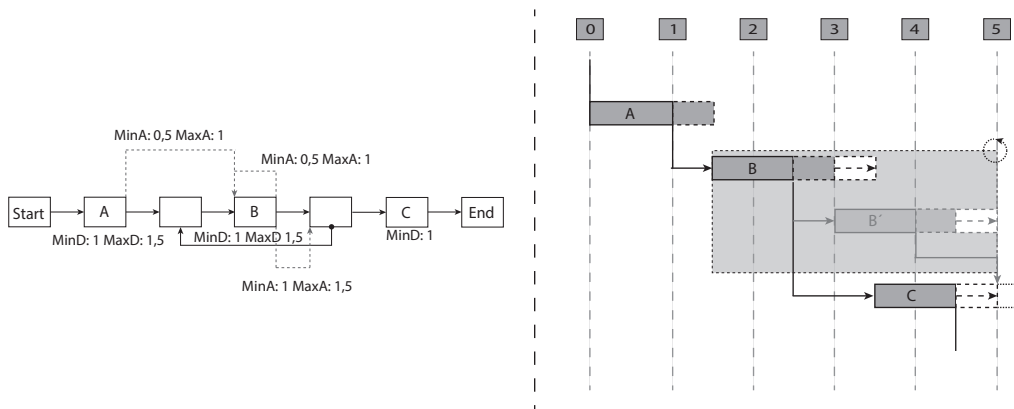 0 1 2 3 4 5
A
MinA: 0,5 MaxA: 1
MinA: 0,5 MaxA: 1
B
Start A B C End
B´
MinD: 1 MaxD: 1,5 MinD: 1 MaxD 1,5 MinD: 1
MinA: 1 MaxA: 1,5
C